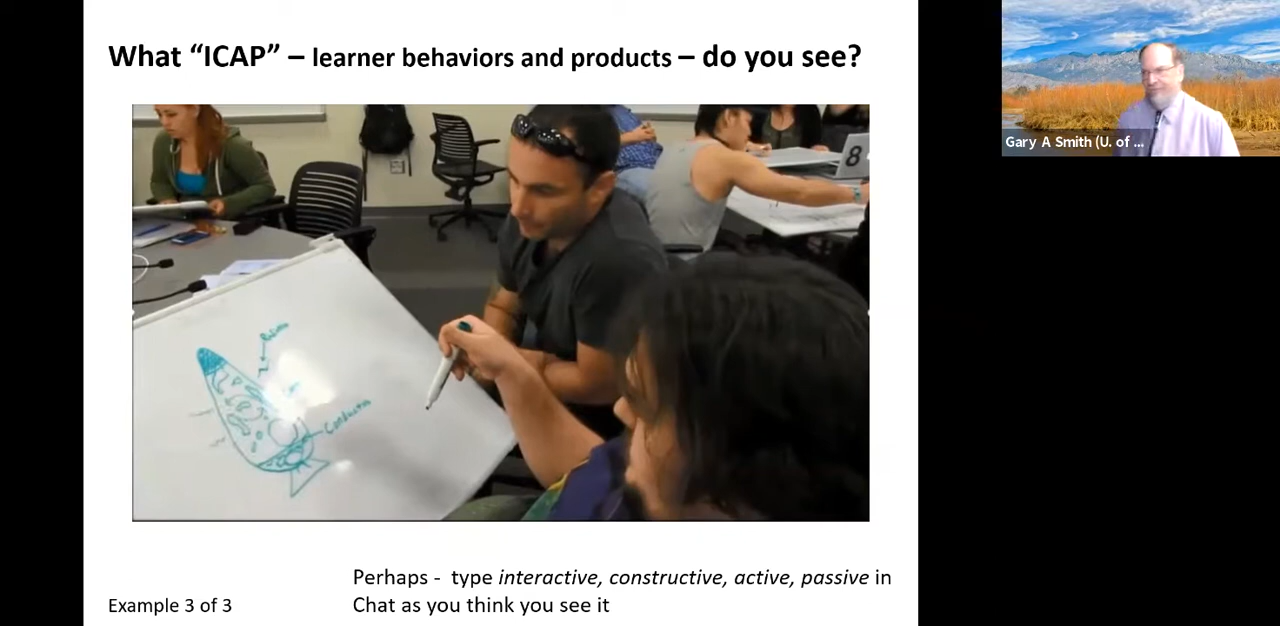 What “ICAP” – learner behaviors and products – do you see?
Gary A Smith (U. of ...
8
Perhaps -  type interactive, constructive, active, passive in
Chat as you think you see it
Example 3 of 3